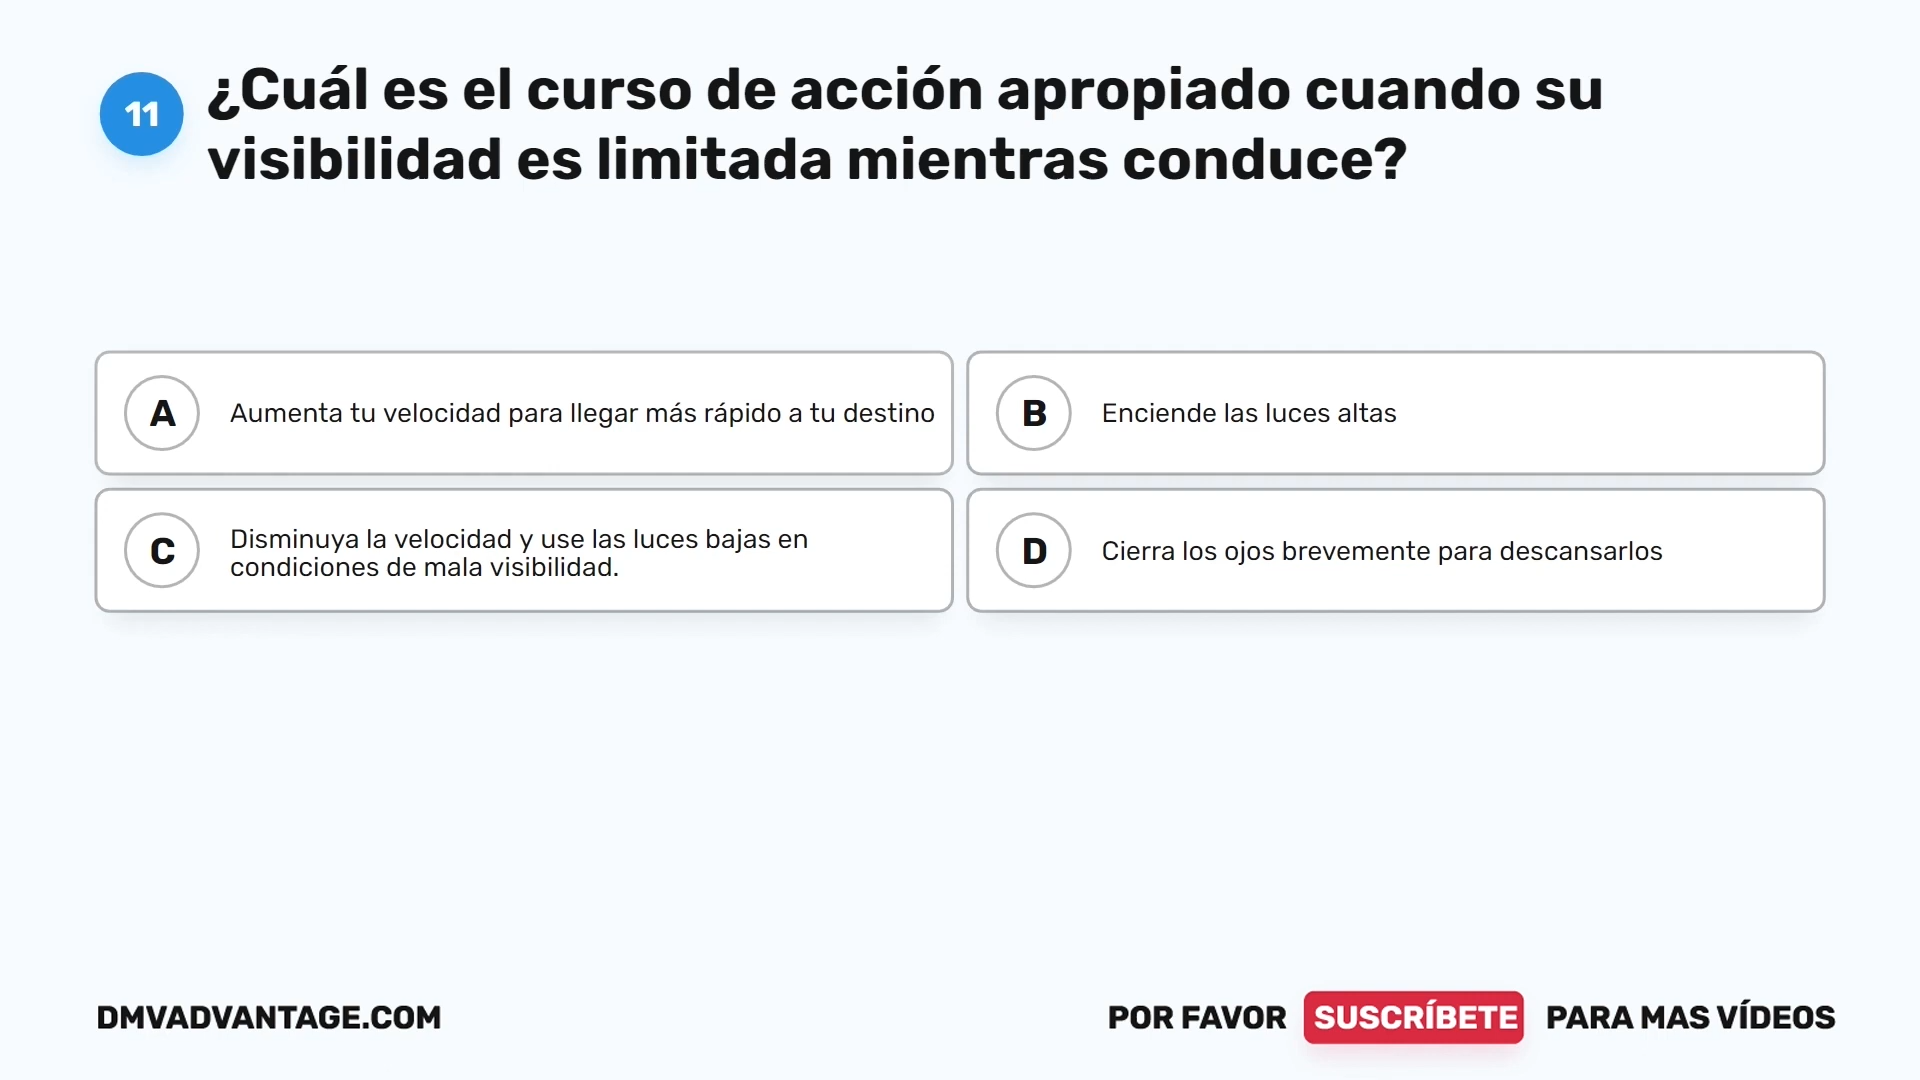 11
¿Cuál es el curso de acción apropiado cuando su
visibilidad es limitada mientras conduce?
A
Aumenta tu velocidad para llegar más rápido a tu destino
B
Enciende las luces altas
C
Disminuya la velocidad y use las luces bajas en
condiciones de mala visibilidad.
D
Cierra los ojos brevemente para descansarlos
DMVADVANTAGE.COM
POR FAVOR SUSCRÍBETE PARA MAS VÍDEOS